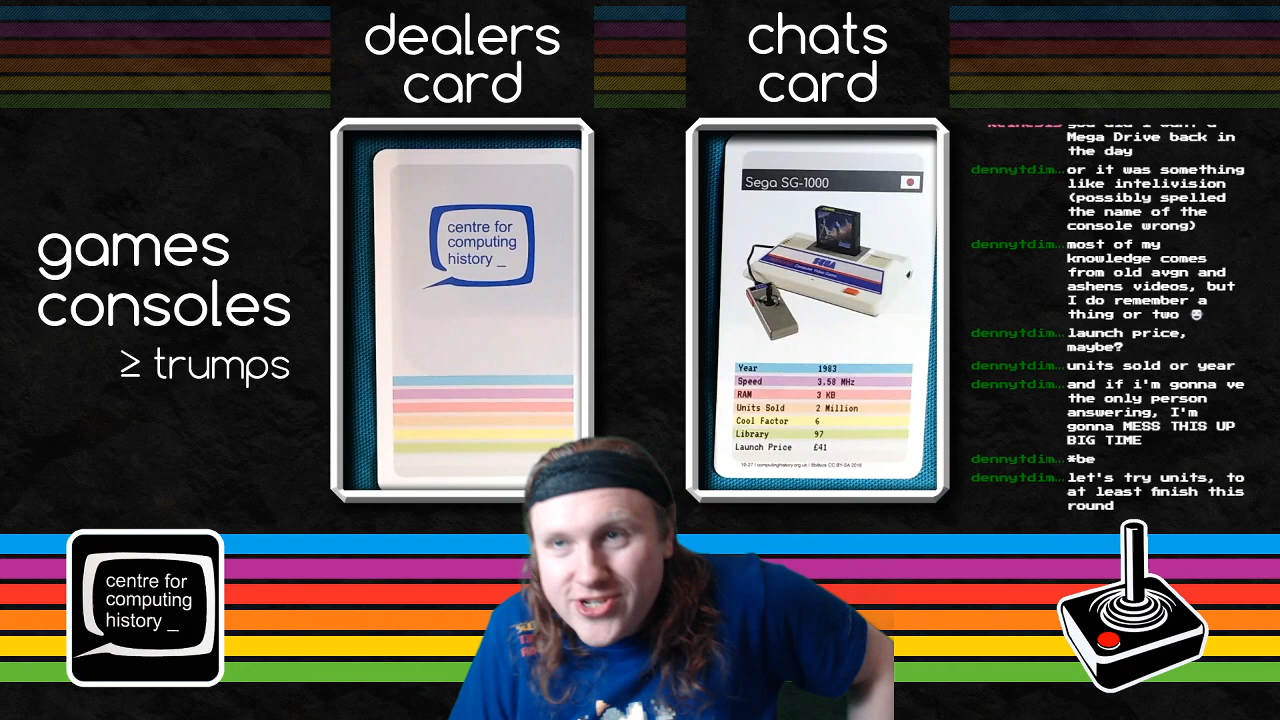 dealers
card
chats
card
games
consoles
≥ trumps
centre for
computing
history _
Sega SG-1000
SEGA
Computer Video Game
Year 1983
Speed 3.58 MHz
RAM 3 KB
Units Sold 2 Million
Cool Factor 6
Library 97
Launch Price £41
Mega Drive back in
the day
dennytdim… or it was something
like intelivision
(possibly spelled
the name of the
console wrong)
dennytdim… most of my
knowledge comes
from old avgn and
ashens videos, but
I do remember a
thing or two
dennytdim… launch price,
maybe?
dennytdim… units sold or year
dennytdim… and if i'm gonna ve
the only person
answering, I'm
gonna MESS THIS UP
BIG TIME
dennytdim… *be
dennytdim… let's try units, to
at least finish this
round
centre for
computing
history _